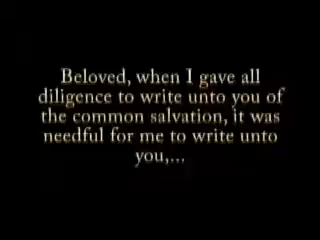 Beloved, when I gave all
diligence to write unto you of
the common salvation, it was
needful for me to write unto
you,...